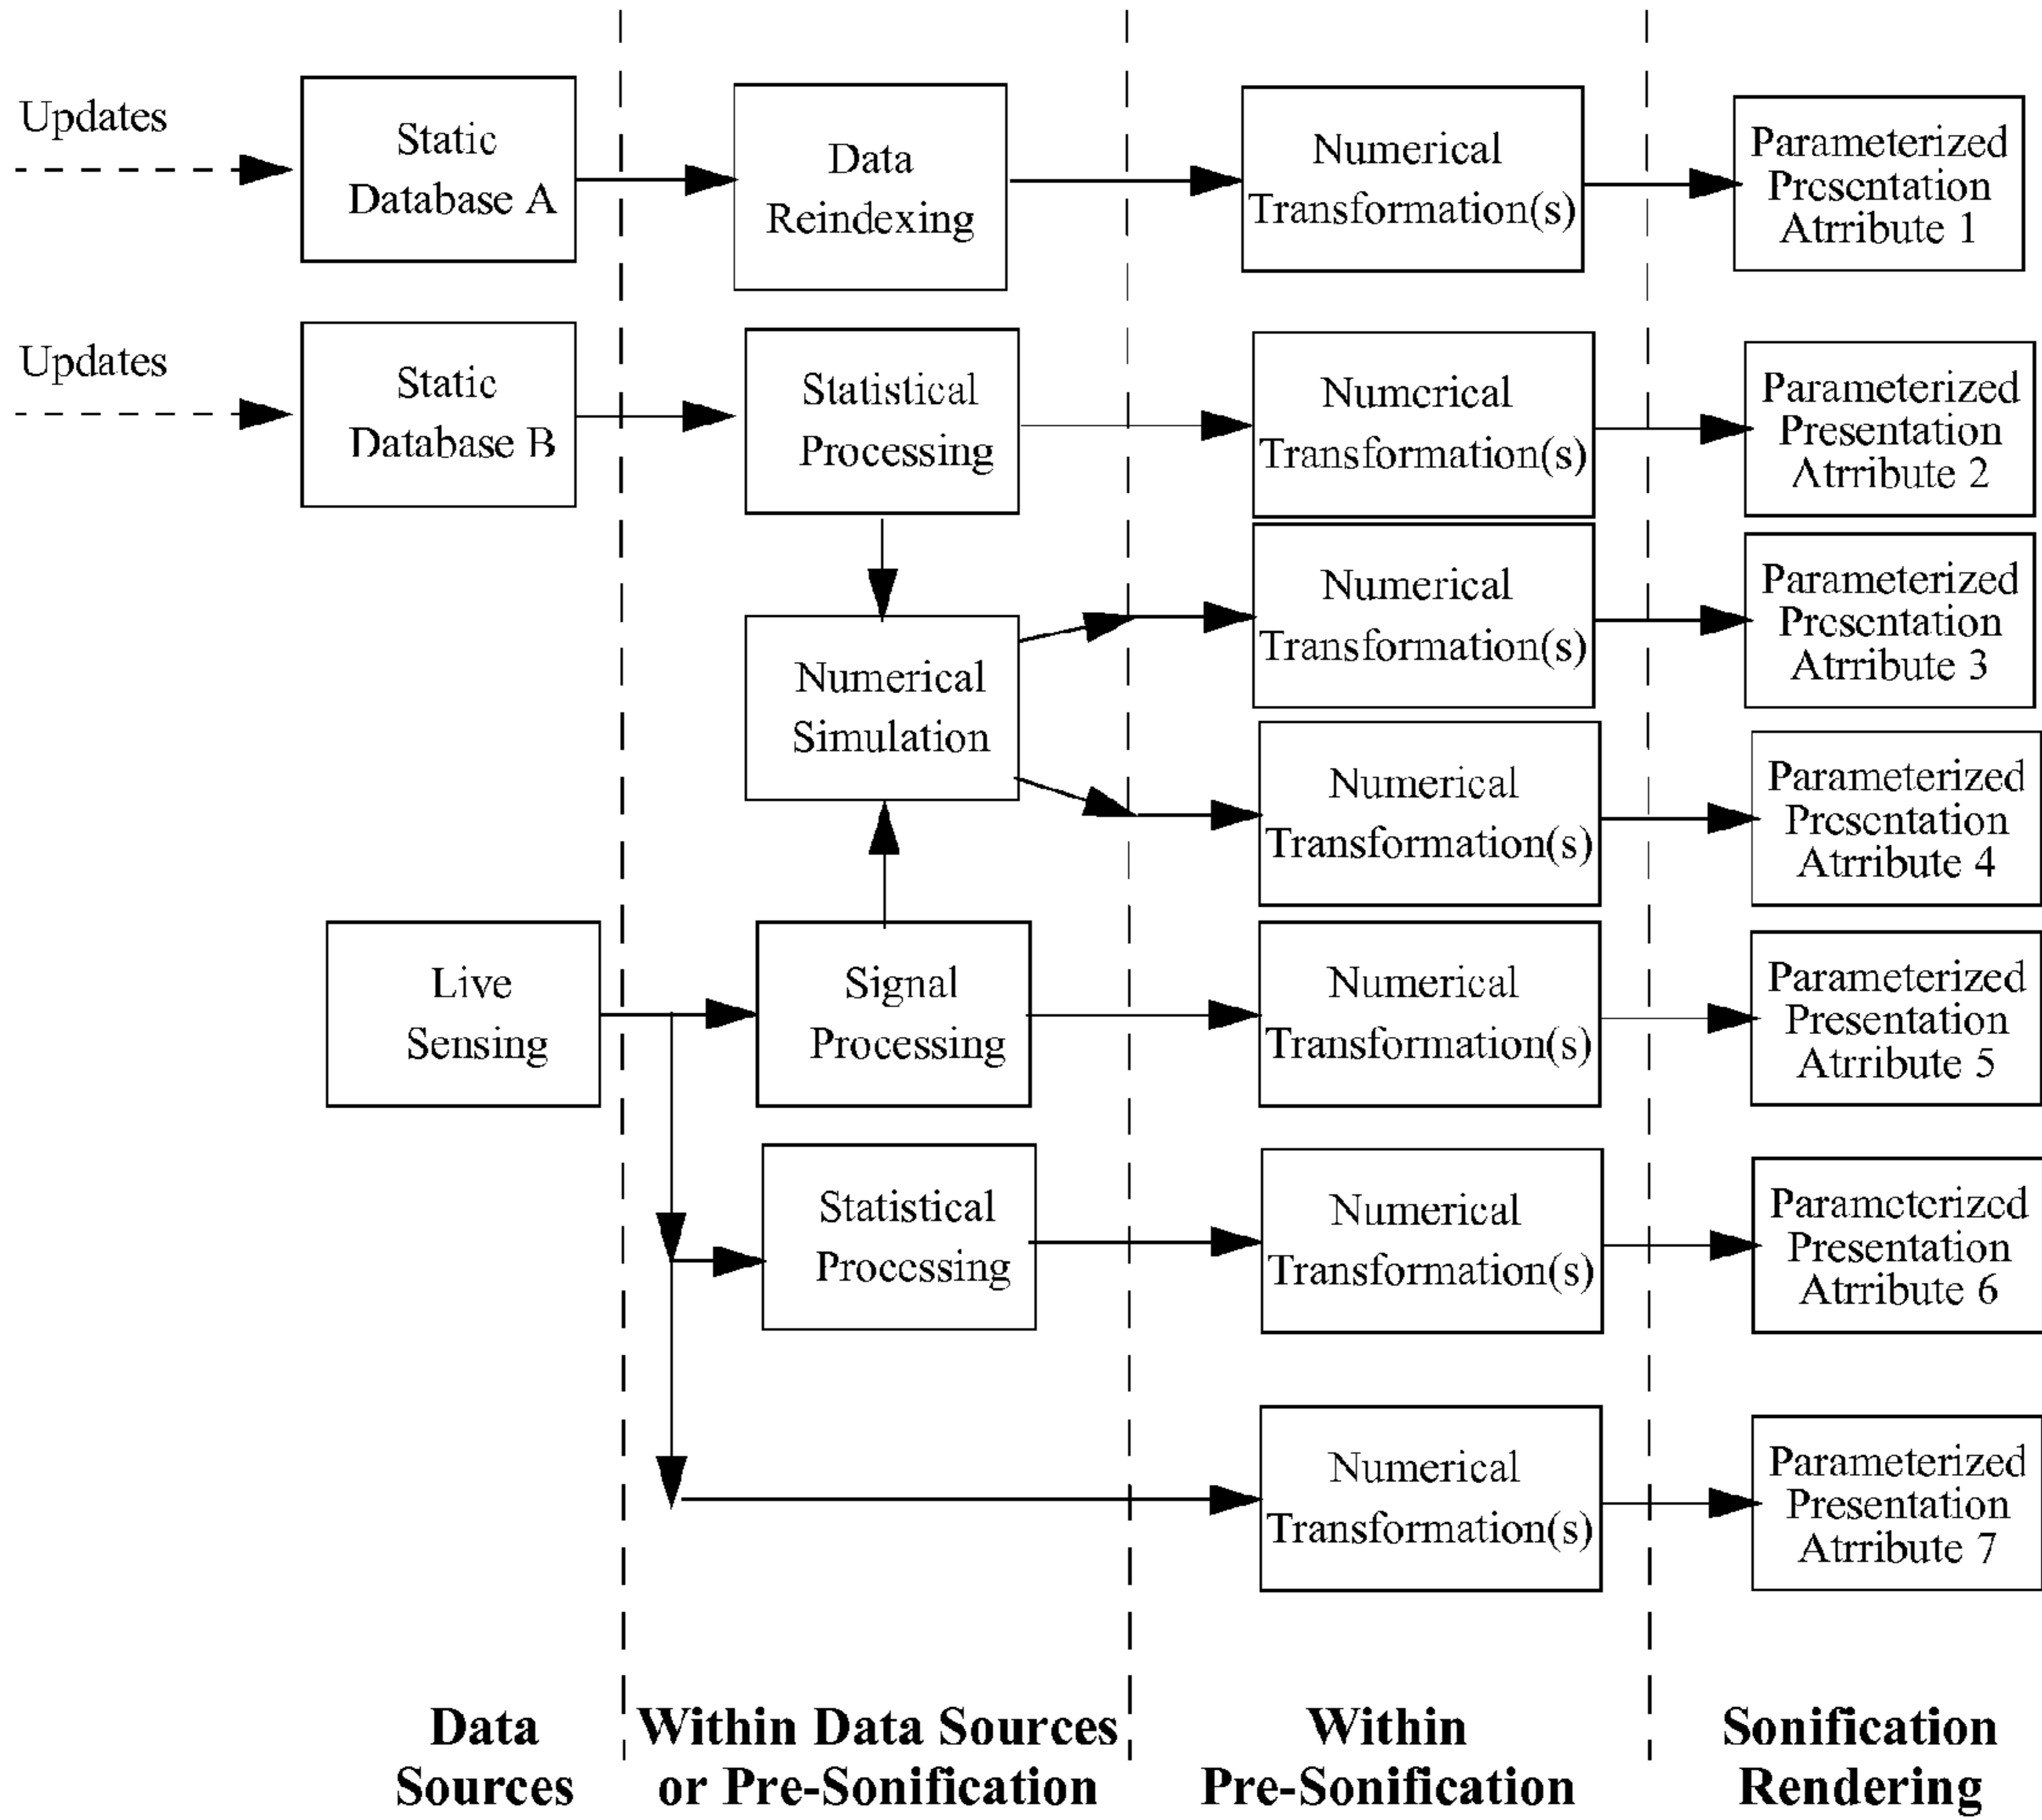 Updates
Static
Database A
Data
Reindexing
Numerical
Transformation(s)
Parameterized
Presentation
Atrribute 1
Updates
Static
Database B
Statistical
Processing
Numerical
Transformation(s)
Parameterized
Presentation
Atrribute 2
Numerical
Transformation(s)
Parameterized
Presentation
Atrribute 3
Numerical
Simulation
Numerical
Transformation(s)
Parameterized
Presentation
Atrribute 4
Live
Sensing
Signal
Processing
Numerical
Transformation(s)
Parameterized
Presentation
Atrribute 5
Statistical
Processing
Numerical
Transformation(s)
Parameterized
Presentation
Atrribute 6
Numerical
Transformation(s)
Parameterized
Presentation
Atrribute 7
Data
Sources
Within Data Sources
or Pre-Sonification
Within
Pre-Sonification
Sonification
Rendering